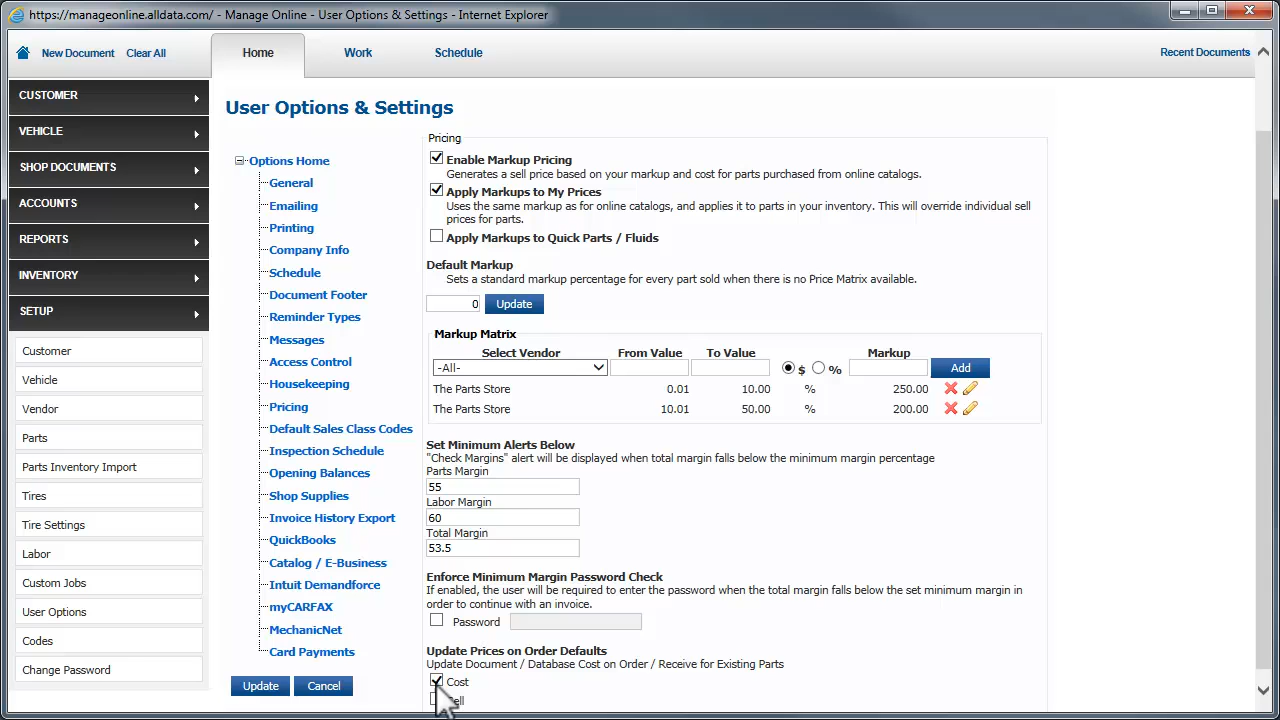 https://manageonline.alldata.com/ - Manage Online - User Options & Settings - Internet Explorer
New Document Clear All Home Work Schedule Recent Documents
CUSTOMER
VEHICLE
SHOP DOCUMENTS
ACCOUNTS
REPORTS
INVENTORY
SETUP
Customer
Vehicle
Vendor
Parts
Parts Inventory Import
Tires
Tire Settings
Labor
Custom Jobs
User Options
Codes
Change Password
User Options & Settings
Options Home
General
Emailing
Printing
Company Info
Schedule
Document Footer
Reminder Types
Messages
Access Control
Housekeeping
Pricing
Default Sales Class Codes
Inspection Schedule
Opening Balances
Shop Supplies
Invoice History Export
QuickBooks
Catalog / E-Business
Intuit Demandforce
myCARFAX
MechanicNet
Card Payments
Update Cancel
Pricing
Enable Markup Pricing
Generates a sell price based on your markup and cost for parts purchased from online catalogs.
Apply Markups to My Prices
Uses the same markup as for online catalogs, and applies it to parts in your inventory. This will override individual sell
prices for parts.
Apply Markups to Quick Parts / Fluids
Default Markup
Sets a standard markup percentage for every part sold when there is no Price Matrix available.
0 Update
Markup Matrix
Select Vendor From Value To Value Markup
-All- $ % Add
The Parts Store 0.01 10.00 % 250.00
The Parts Store 10.01 50.00 % 200.00
Set Minimum Alerts Below
"Check Margins" alert will be displayed when total margin falls below the minimum margin percentage
Parts Margin
55
Labor Margin
60
Total Margin
53.5
Enforce Minimum Margin Password Check
If enabled, the user will be required to enter the password when the total margin falls below the set minimum margin in
order to continue with an invoice.
Password
Update Prices on Order Defaults
Update Document / Database Cost on Order / Receive for Existing Parts
Cost